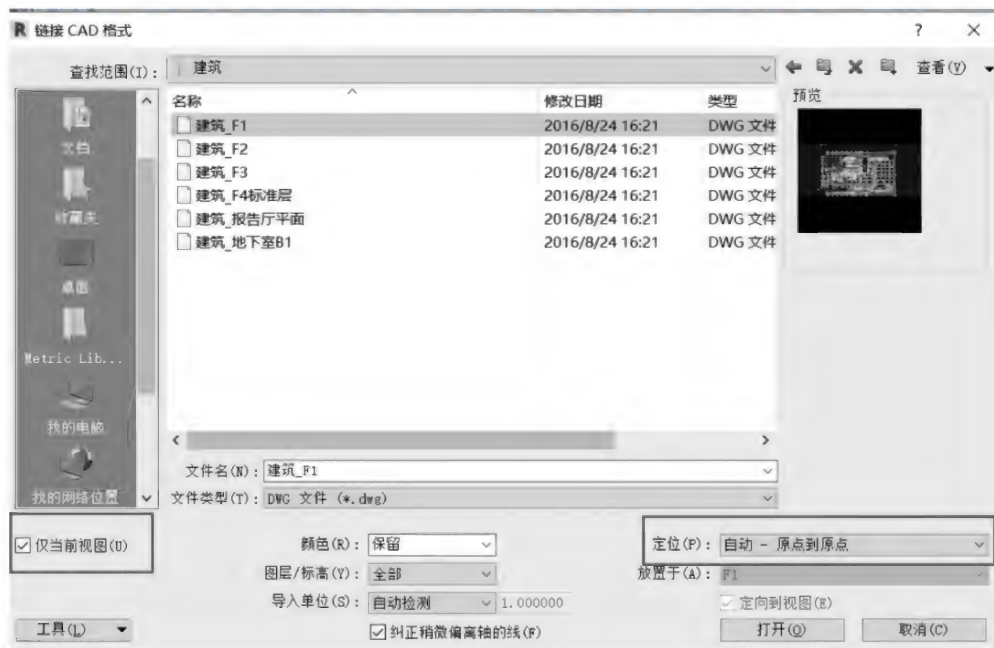 R 链接 CAD 格式
? ×
查找范围(I): 建筑 查看(V)
名称 修改日期 类型 预览
建筑_F1 2016/8/24 16:21 DWG 文件
建筑_F2 2016/8/24 16:21 DWG 文件
建筑_F3 2016/8/24 16:21 DWG 文件
建筑_F4标准层 2016/8/24 16:21 DWG 文件
建筑_报告厅平面 2016/8/24 16:21 DWG 文件
建筑_地下室B1 2016/8/24 16:21 DWG 文件
文档
收藏夹
桌面
Metric Lib...
我的电脑
我的网络位置
文件名(N): 建筑_F1
文件类型(T): DWG 文件 (*.dwg)
仅当前视图(U)
颜色(R): 保留
图层/标高(Y): 全部
导入单位(S): 自动检测 1.000000
纠正稍微偏离轴的线(F)
定位(P): 自动 - 原点到原点
放置于(A): F1
定向到视图(E)
工具(L)
打开(O) 取消(C)